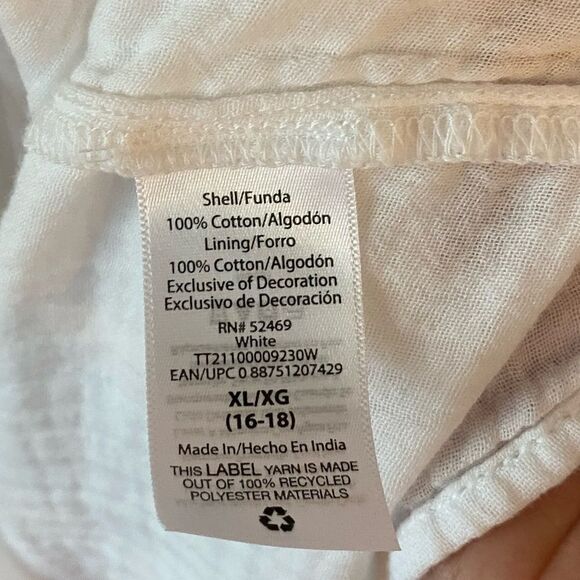 Shell/Funda
100% Cotton/Algodón
Lining/Forro
100% Cotton/Algodón
Exclusive of Decoration
Exclusivo de Decoración
RN# 52469
White
TT21100009230W
EAN/UPC 0 88751207429
XL/XG
(16-18)
Made In/Hecho En India
THIS LABEL YARN IS MADE
OUT OF 100% RECYCLED
POLYESTER MATERIALS